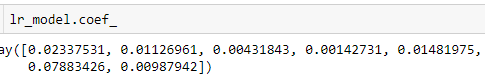 lr_model.coef_
ay([0.02337531, 0.01126961, 0.00431843, 0.00142731, 0.01481975,
0.07883426, 0.00987942])